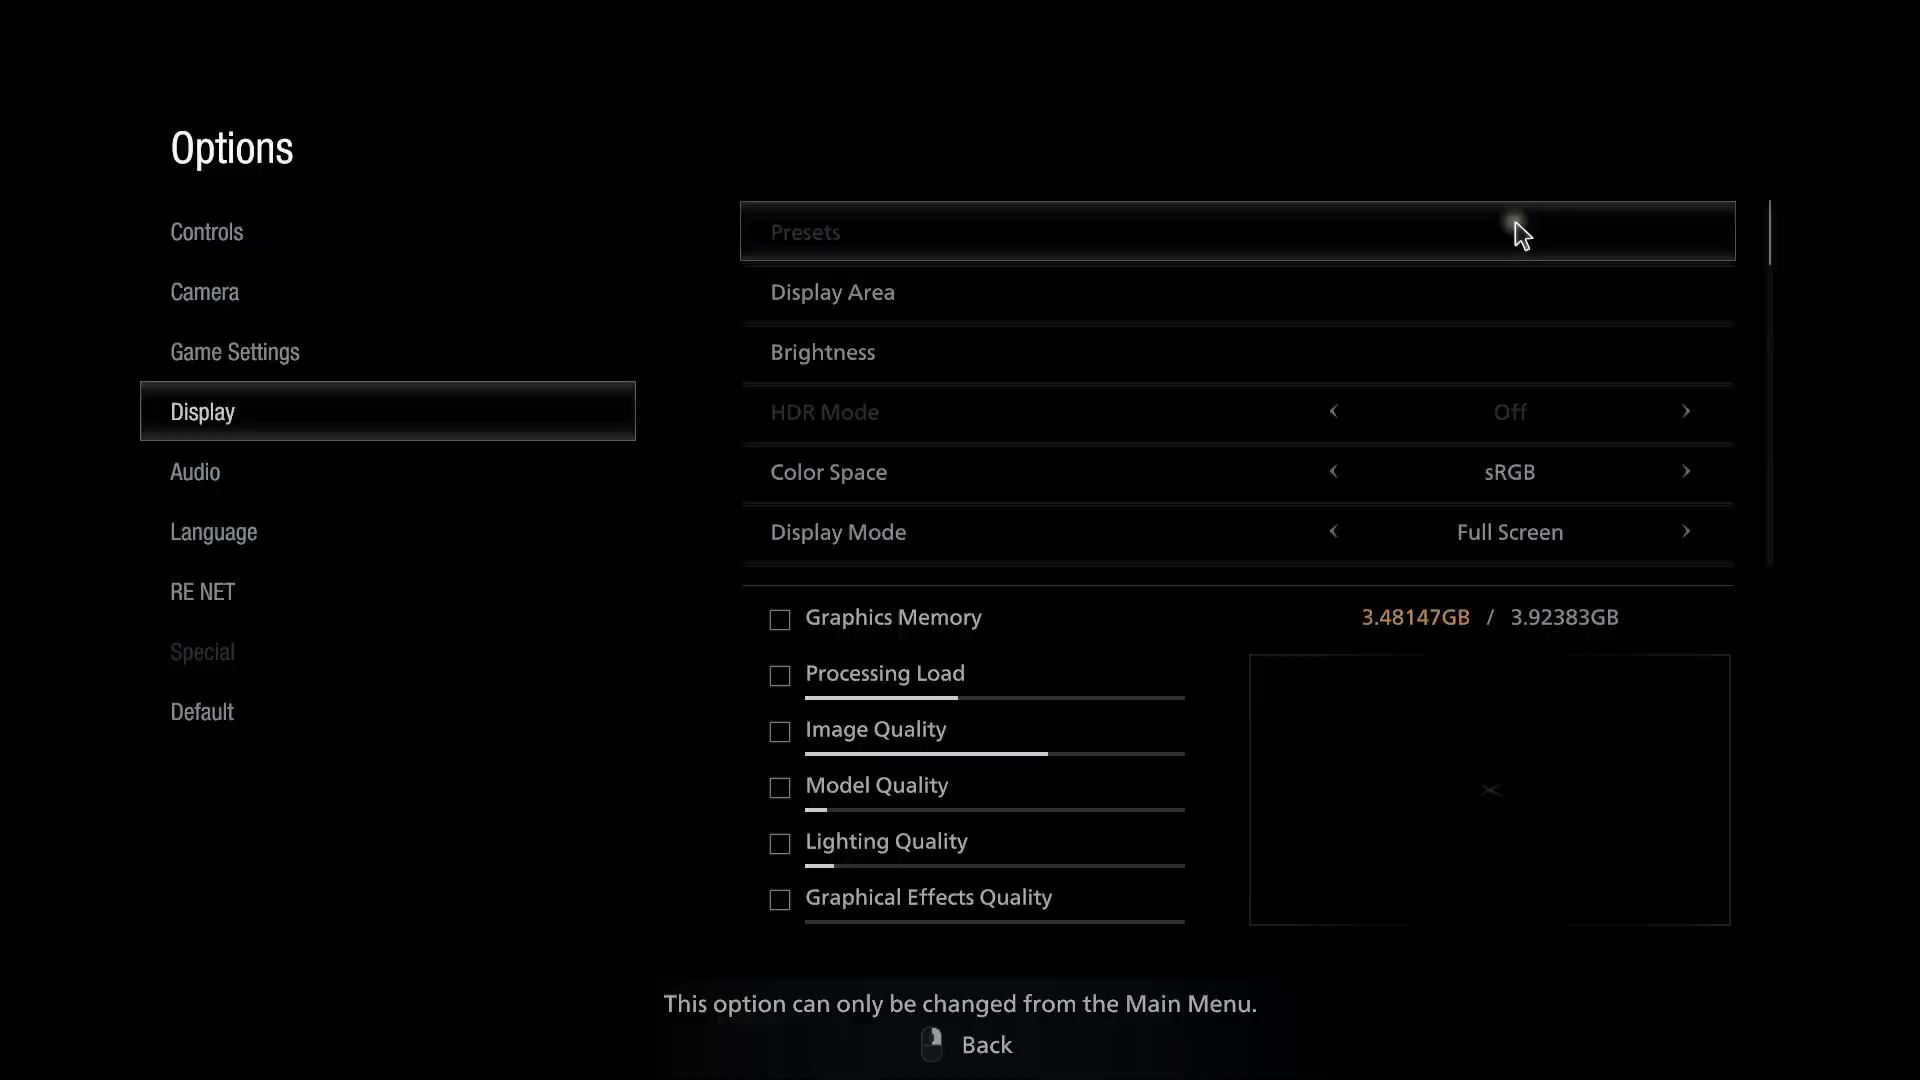 Options
Controls
Camera
Game Settings
Display
Audio
Language
RE NET
Special
Default
Presets
Display Area
Brightness
HDR Mode Off
Color Space sRGB
Display Mode Full Screen
Graphics Memory 3.48147GB / 3.92383GB
Processing Load
Image Quality
Model Quality
Lighting Quality
Graphical Effects Quality
This option can only be changed from the Main Menu.
Back